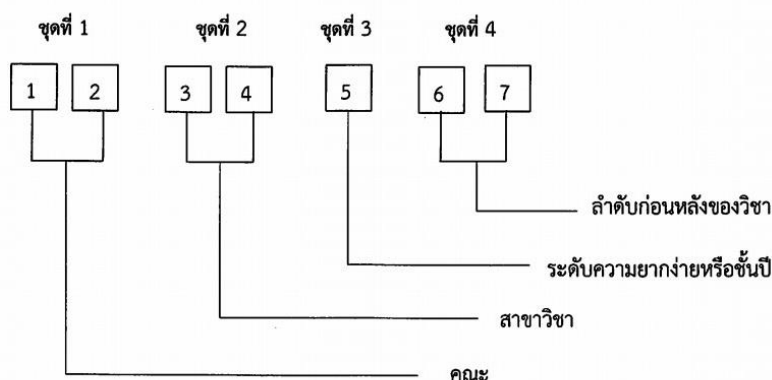 ชุดที่ 1 ชุดที่ 2 ชุดที่ 3 ชุดที่ 4
1 2 3 4 5 6 7
ลำดับก่อนหลังของวิชา
ระดับความยากง่ายหรือชั้นปี
สาขาวิชา
คณะ